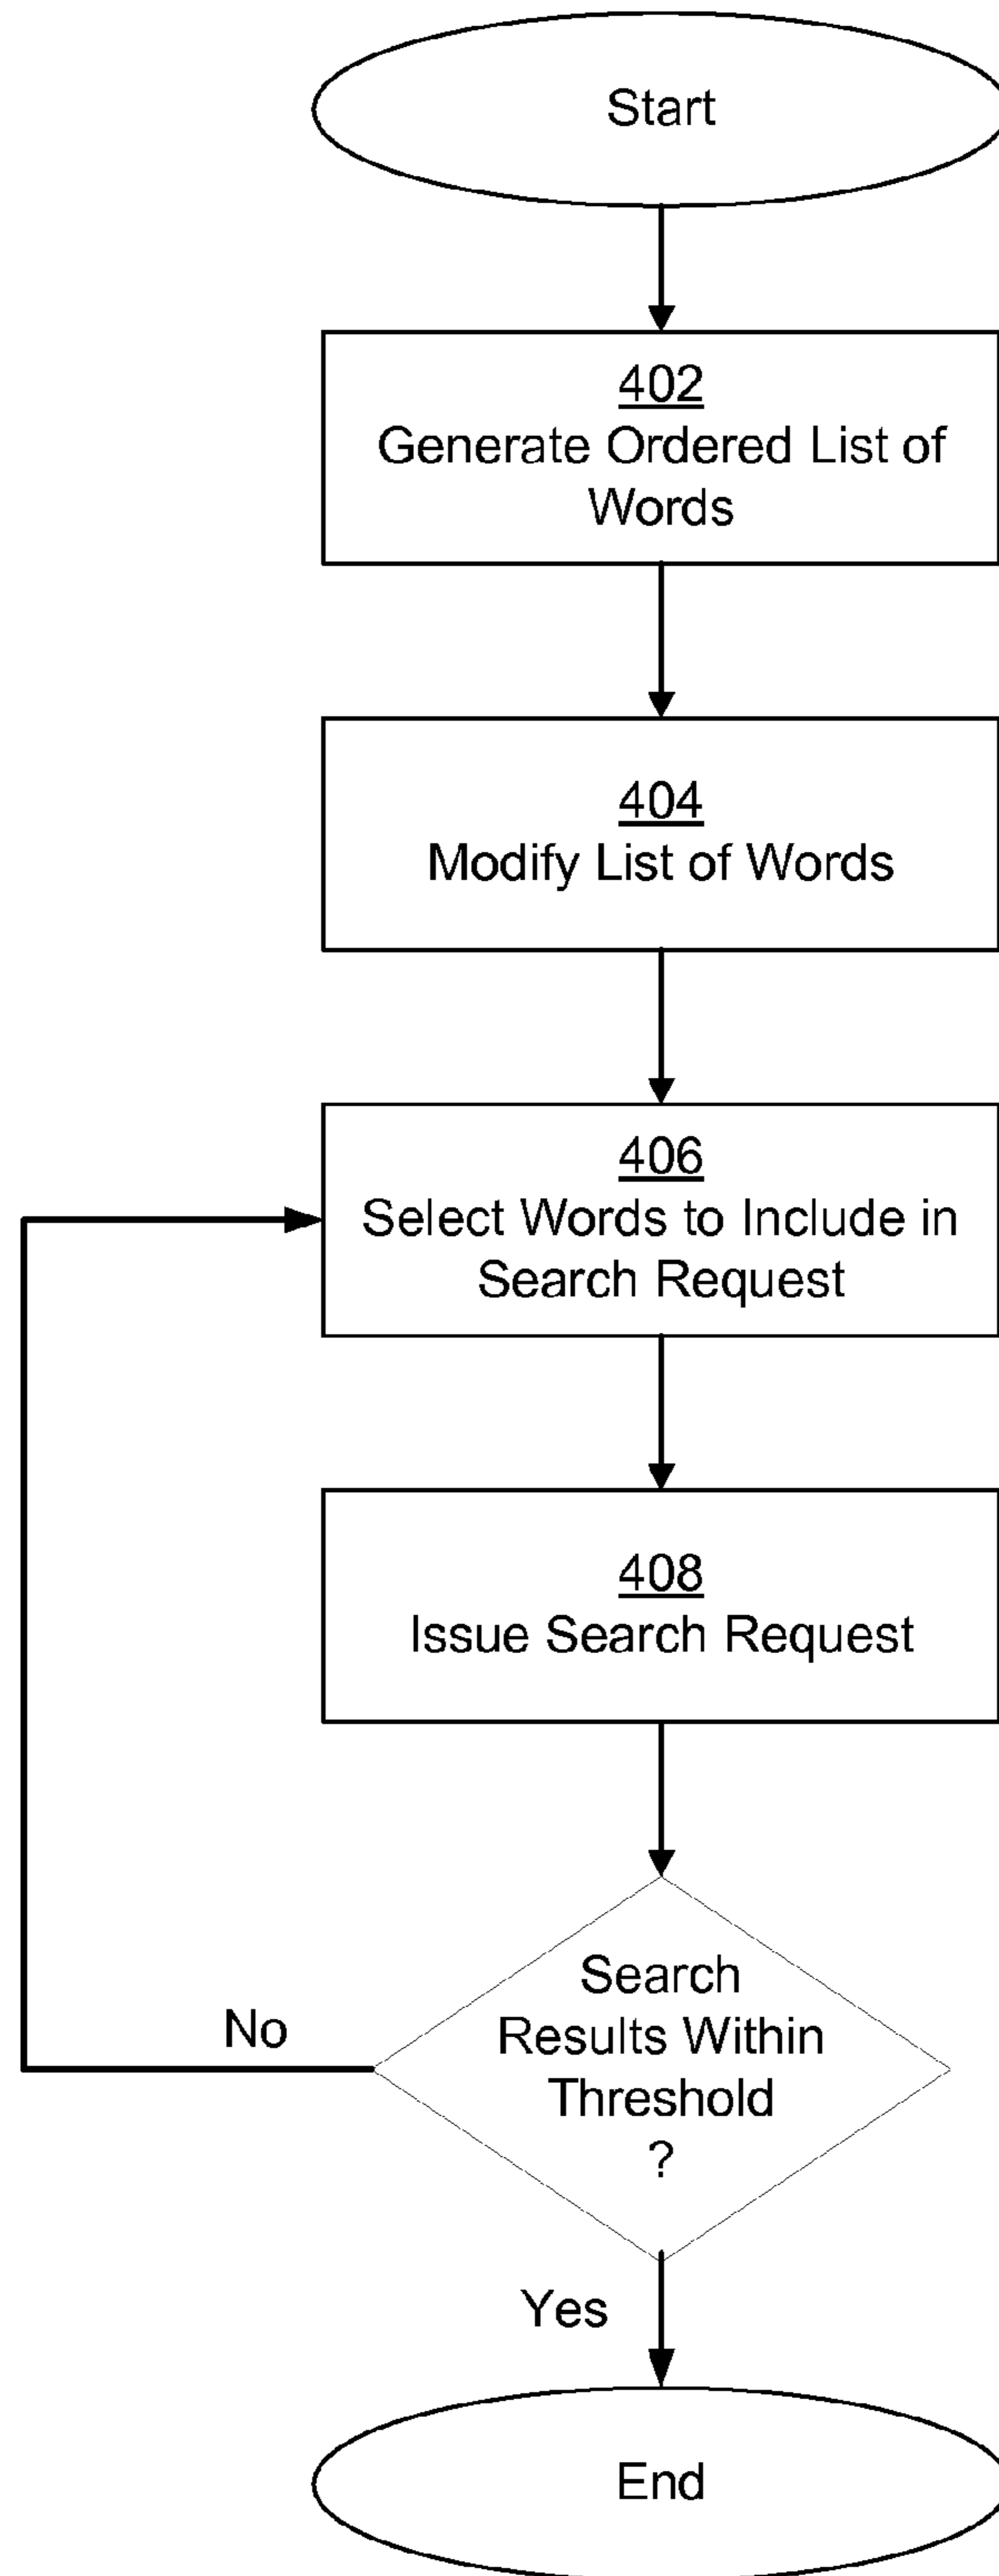 Start
402
Generate Ordered List of
Words
404
Modify List of Words
406
Select Words to Include in
Search Request
408
Issue Search Request
Search
Results Within
Threshold
?
No
Yes
End